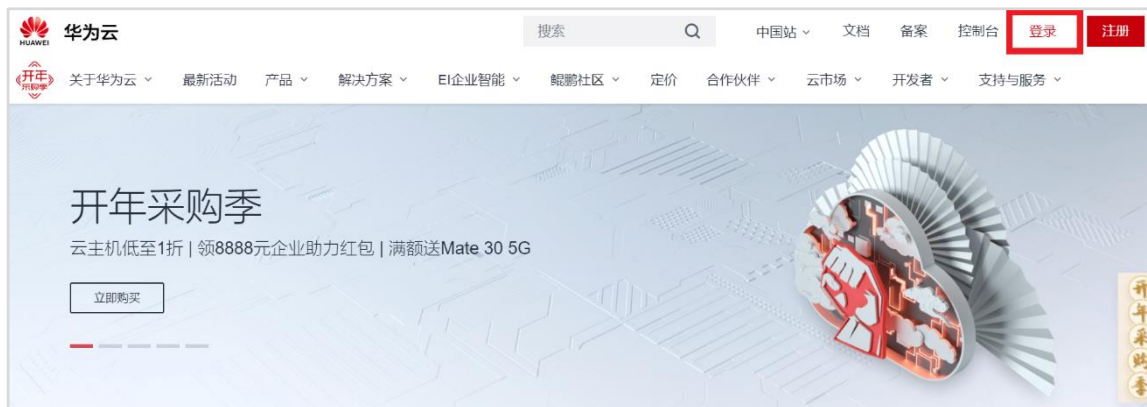 HUAWEI 华为云 搜索 中国站 文档 备案 控制台 登录 注册
开年采购季 关于华为云 最新活动 产品 解决方案 EI企业智能 鲲鹏社区 定价 合作伙伴 云市场 开发者 支持与服务
开年采购季
云主机低至1折 | 领8888元企业助力红包 | 满额送Mate 30 5G
立即购买
开年采购季